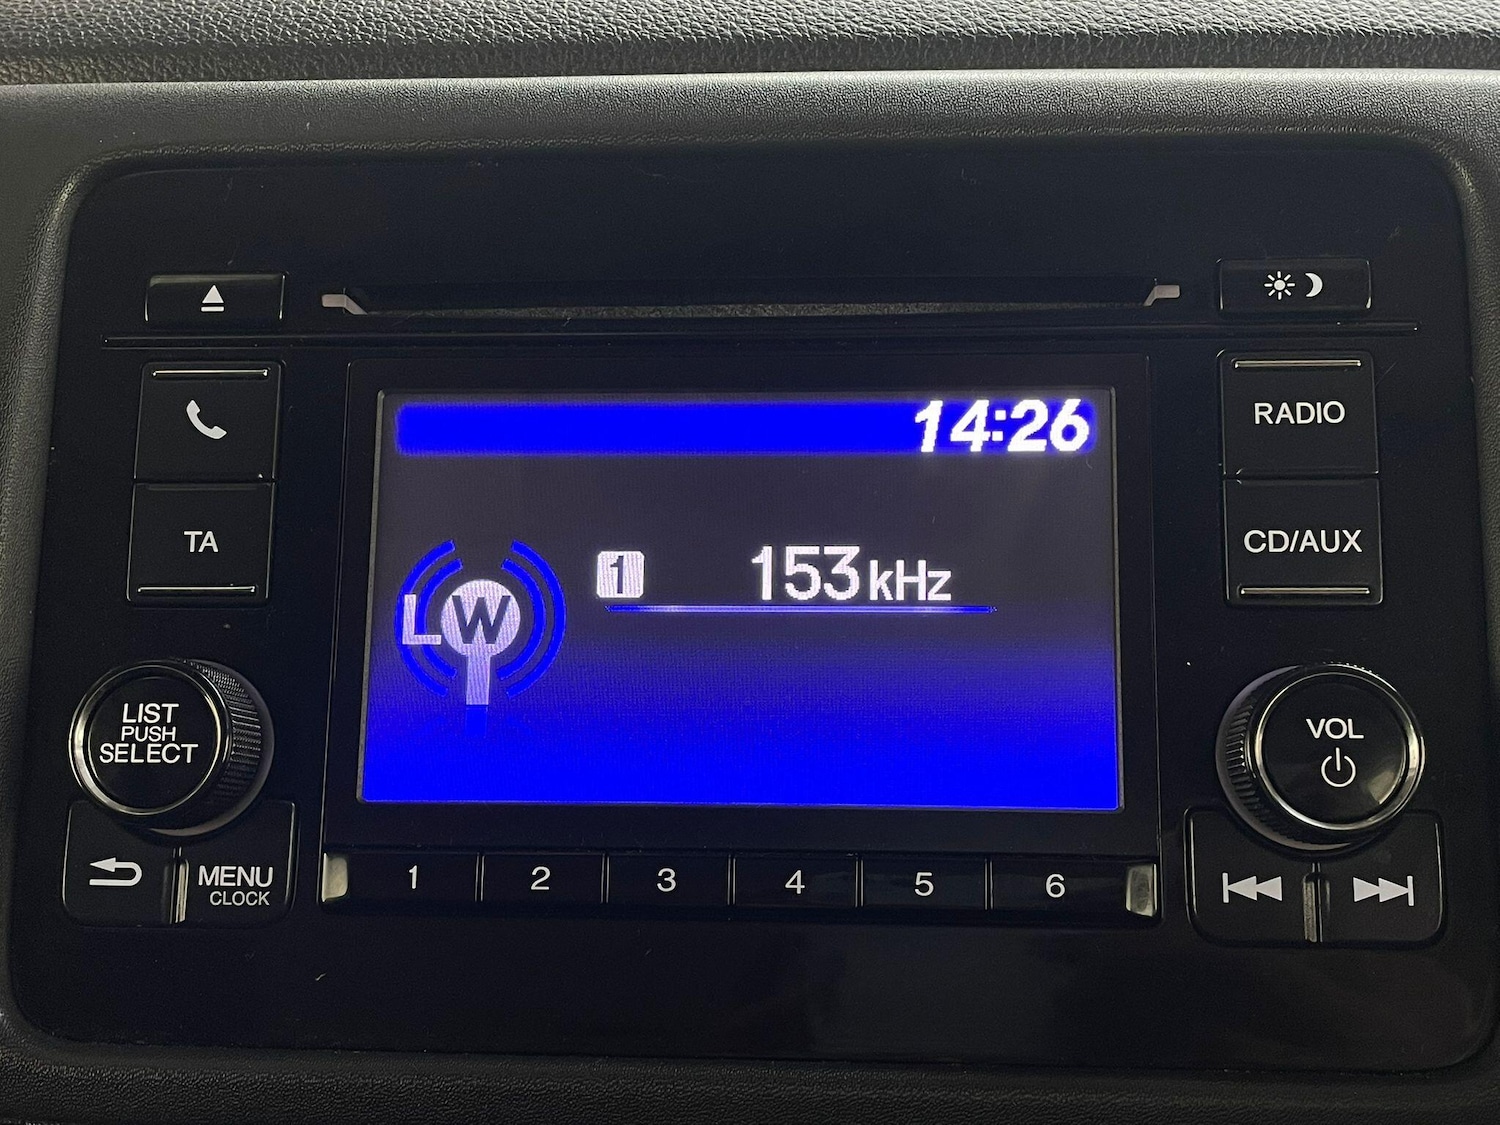 14:26
RADIO
TA
CD/AUX
1 153kHz
LW
LIST
PUSH
SELECT
VOL
MENU
CLOCK
1 2 3 4 5 6